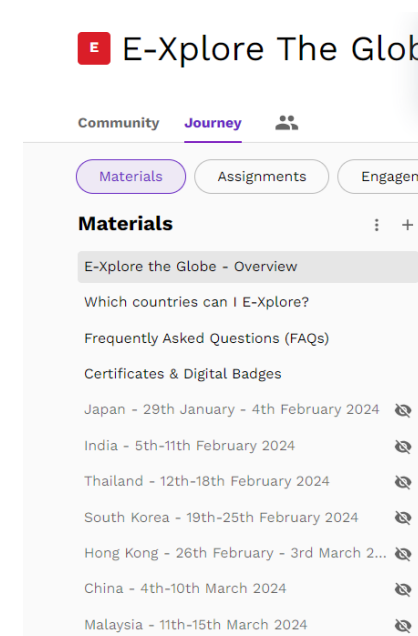 E E-Xplore The Glob
Community Journey
Materials Assignments Engagem
Materials
E-Xplore the Globe - Overview
Which countries can I E-Xplore?
Frequently Asked Questions (FAQs)
Certificates & Digital Badges
Japan - 29th January - 4th February 2024
India - 5th-11th February 2024
Thailand - 12th-18th February 2024
South Korea - 19th-25th February 2024
Hong Kong - 26th February - 3rd March 2...
China - 4th-10th March 2024
Malaysia - 11th-15th March 2024